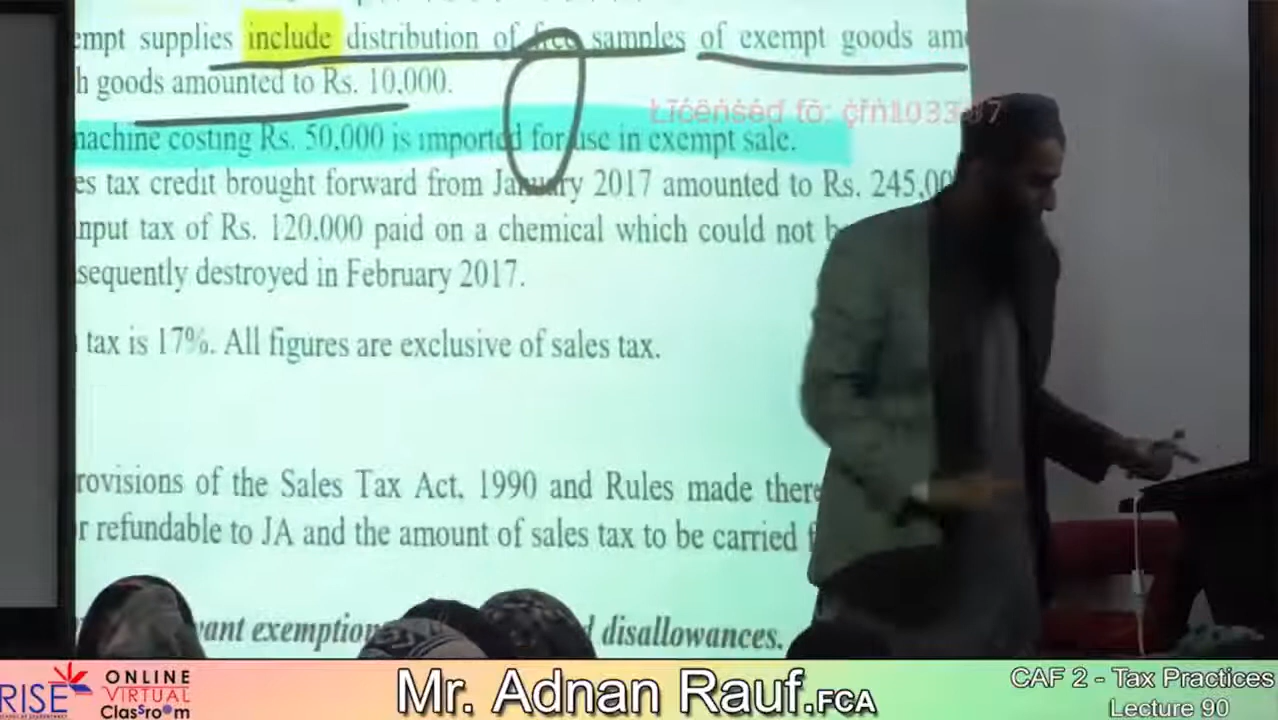 empt supplies include distribution of free samples of exempt goods am
h goods amounted to Rs. 10,000.
Licensed to: qfn1033
machine costing Rs. 50,000 is imported for use in exempt sale.
es tax credit brought forward from January 2017 amounted to Rs. 245,00
input tax of Rs. 120,000 paid on a chemical which could not b
sequently destroyed in February 2017.
tax is 17%. All figures are exclusive of sales tax.
rovisions of the Sales Tax Act, 1990 and Rules made there
r refundable to JA and the amount of sales tax to be carried f
vant exemption disallowances.
RISE
ONLINE
VIRTUAL
Classroom
Mr. Adnan Rauf.FCA
CAF 2 - Tax Practices
Lecture 90